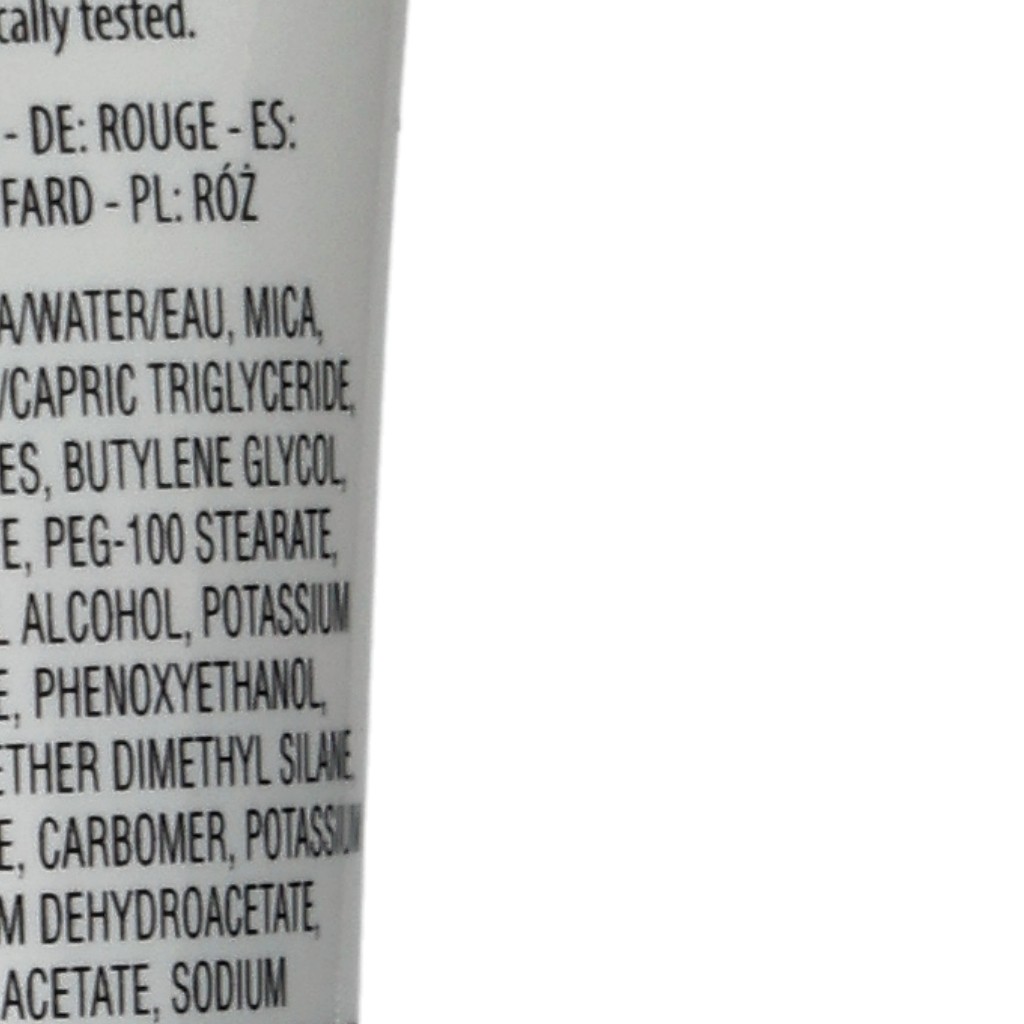 cally tested.
- DE: ROUGE - ES:
FARD - PL: RÓŻ
A/WATER/EAU, MICA,
/CAPRIC TRIGLYCERIDE,
ES, BUTYLENE GLYCOL,
E, PEG-100 STEARATE,
L ALCOHOL, POTASSIUM
E, PHENOXYETHANOL,
ETHER DIMETHYL SILANE,
E, CARBOMER, POTASSIUM
M DEHYDROACETATE,
ACETATE, SODIUM